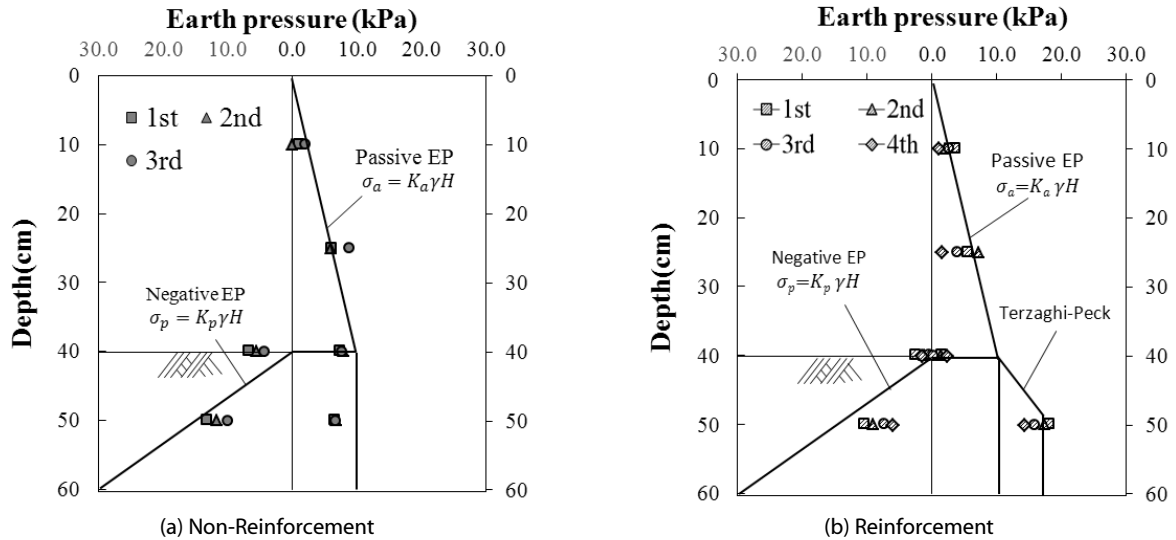 Earth pressure (kPa)
30.0 20.0 10.0 0.0 10.0 20.0 30.0
0 0
10 10
20 20
30 30
40 40
50 50
60 60
Depth(cm)
1st 2nd
3rd
Passive EP
σₐ = KₐγH
Negative EP
σₚ = KₚγH
(a) Non-Reinforcement
Earth pressure (kPa)
30.0 20.0 10.0 0.0 10.0 20.0 30.0
0 0
10 10
20 20
30 30
40 40
50 50
60 60
Depth(cm)
1st 2nd
3rd 4th
Passive EP
σₐ=Kₐ γH
Negative EP
σₚ=Kₚ γH
Terzaghi-Peck
(b) Reinforcement